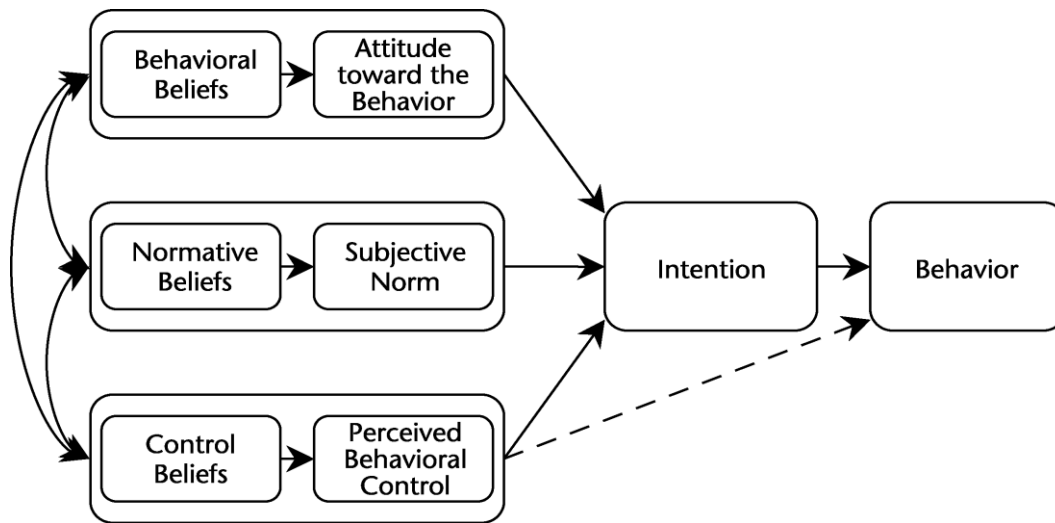 Behavioral
Beliefs
Attitude
toward the
Behavior
Normative
Beliefs
Subjective
Norm
Intention
Behavior
Control
Beliefs
Perceived
Behavioral
Control